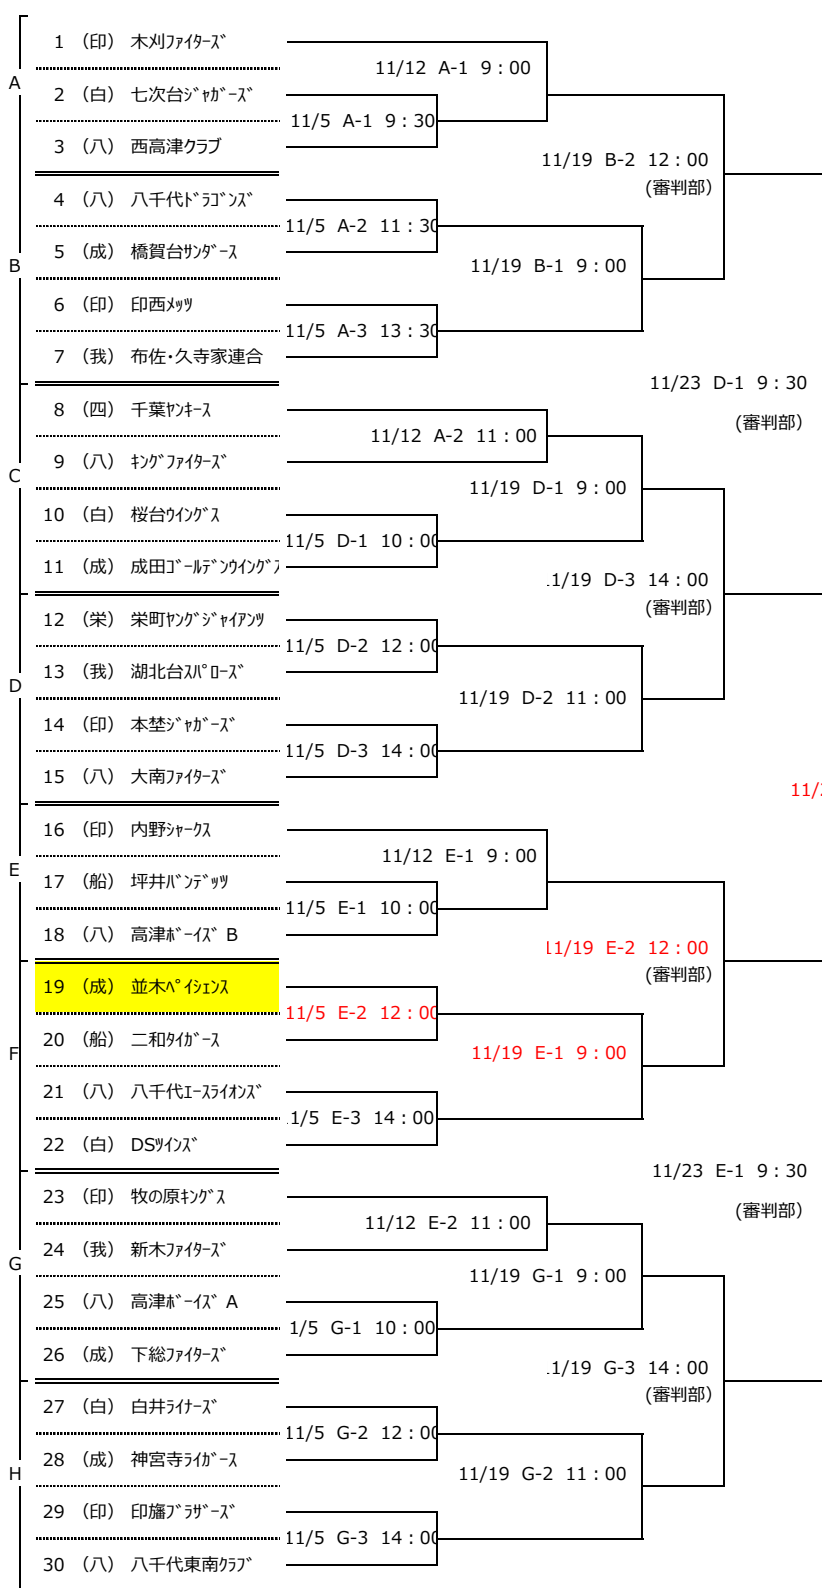 1 （印） 木刈ﾌｧｲﾀｰｽﾞ
11/12 A-1 9：00
A
2 （白） 七次台ｼﾞｬｶﾞｰｽﾞ
11/5 A-1 9：30
3 （八） 西高津クラブ
11/19 B-2 12：00
(審判部)
4 （八） 八千代ﾄﾞﾗｺﾞﾝｽﾞ
11/5 A-2 11：30
5 （成） 橋賀台ｻﾝﾀﾞｰｽ
B
11/19 B-1 9：00
6 （印） 印西ﾒｯﾂ
11/5 A-3 13：30
7 （我） 布佐･久寺家連合
11/23 D-1 9：30
(審判部)
8 （四） 千葉ﾔﾝｷｰｽ
11/12 A-2 11：00
9 （八） ｷﾝｸﾞﾌｧｲﾀｰｽﾞ
C
11/19 D-1 9：00
10 （白） 桜台ｳｲﾝｸﾞｽ
11/5 D-1 10：00
11 （成） 成田ｺﾞｰﾙﾃﾞﾝｳｲﾝｸﾞｽ
1/19 D-3 14：00
(審判部)
12 （栄） 栄町ﾔﾝｸﾞｼﾞｬｲｱﾝﾂ
11/5 D-2 12：00
13 （我） 湖北台ｽﾊﾟﾛｰｽﾞ
D
11/19 D-2 11：00
14 （印） 本埜ｼﾞｬｶﾞｰｽﾞ
11/5 D-3 14：00
15 （八） 大南ﾌｧｲﾀｰｽﾞ
11/
16 （印） 内野ｼｬｰｸｽ
11/12 E-1 9：00
E
17 （船） 坪井ﾊﾞﾝﾃﾞｯﾂ
11/5 E-1 10：00
18 （八） 高津ﾎﾞｰｲｽﾞ B
11/19 E-2 12：00
(審判部)
19 （成） 並木ﾍﾟｲｼｪﾝｽ
11/5 E-2 12：00
20 （船） 二和ﾀｲｶﾞｰｽ
F
11/19 E-1 9：00
21 （八） 八千代ｴｰｽﾗｲｵﾝｽﾞ
1/5 E-3 14：00
22 （白） DSﾂｲﾝｽﾞ
11/23 E-1 9：30
(審判部)
23 （印） 牧の原ｷﾝｸﾞｽ
11/12 E-2 11：00
24 （我） 新木ﾌｧｲﾀｰｽﾞ
G
11/19 G-1 9：00
25 （八） 高津ﾎﾞｰｲｽﾞ A
1/5 G-1 10：00
26 （成） 下総ﾌｧｲﾀｰｽﾞ
1/19 G-3 14：00
(審判部)
27 （白） 白井ﾗｲﾅｰｽﾞ
11/5 G-2 12：00
28 （成） 神宮寺ﾗｲｶﾞｰｽ
H
11/19 G-2 11：00
29 （印） 印旛ﾌﾞﾗｻﾞｰｽﾞ
11/5 G-3 14：00
30 （八） 八千代東南ｸﾗﾌﾞ